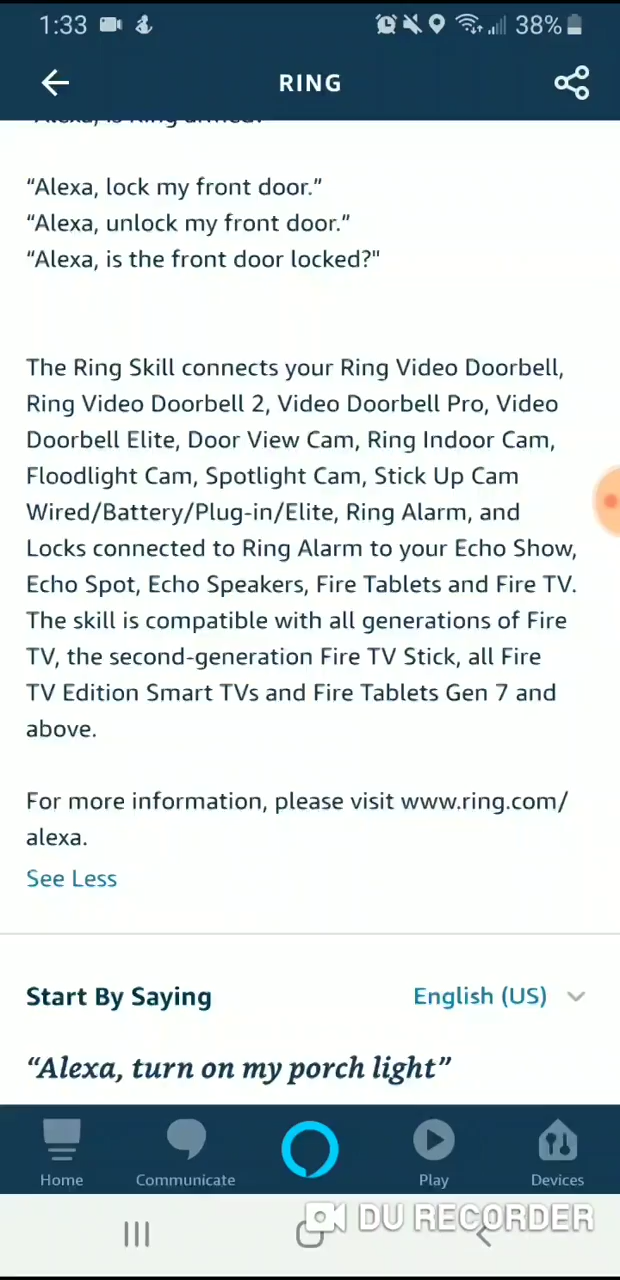 1:33
38%
RING
“Alexa, is Ring armed?
“Alexa, lock my front door.”
“Alexa, unlock my front door.”
“Alexa, is the front door locked?"
The Ring Skill connects your Ring Video Doorbell,
Ring Video Doorbell 2, Video Doorbell Pro, Video
Doorbell Elite, Door View Cam, Ring Indoor Cam,
Floodlight Cam, Spotlight Cam, Stick Up Cam
Wired/Battery/Plug-in/Elite, Ring Alarm, and
Locks connected to Ring Alarm to your Echo Show,
Echo Spot, Echo Speakers, Fire Tablets and Fire TV.
The skill is compatible with all generations of Fire
TV, the second-generation Fire TV Stick, all Fire
TV Edition Smart TVs and Fire Tablets Gen 7 and
above.
For more information, please visit www.ring.com/
alexa.
See Less
Start By Saying English (US)
“Alexa, turn on my porch light”
Home Communicate Play Devices
DU RECORDER